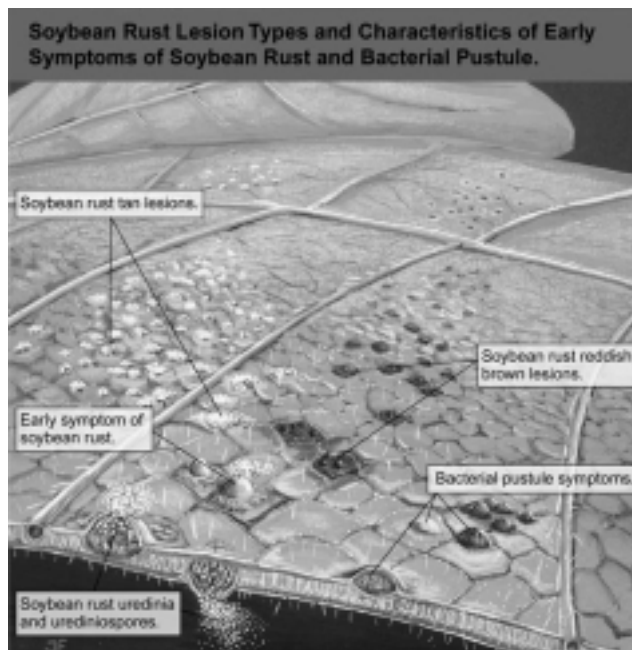 Soybean Rust Lesion Types and Characteristics of Early
Symptoms of Soybean Rust and Bacterial Pustule.
Soybean rust tan lesions.
Soybean rust reddish
brown lesions.
Early symptom of
soybean rust.
Bacterial pustule symptoms.
Soybean rust uredinia
and urediniospores.